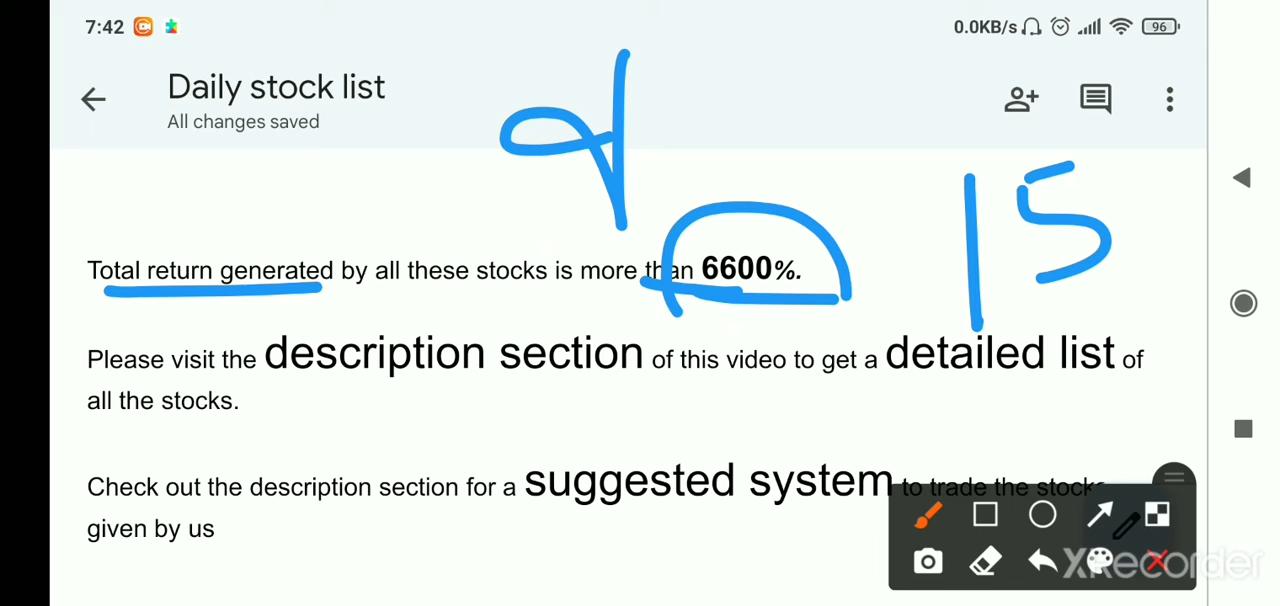 7:42
0.0KB/s
96
Daily stock list
All changes saved
9
15
Total return generated by all these stocks is more than 6600%.
Please visit the description section of this video to get a detailed list of
all the stocks.
Check out the description section for a suggested system to trade the stocks
given by us
XRecorder